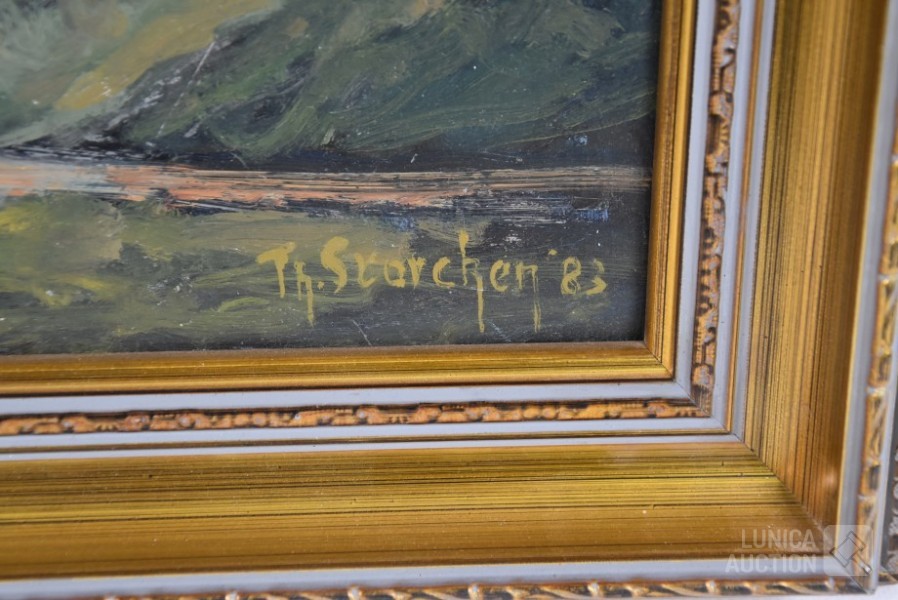 Th. Storchen '83
LUNICA
AUCTION